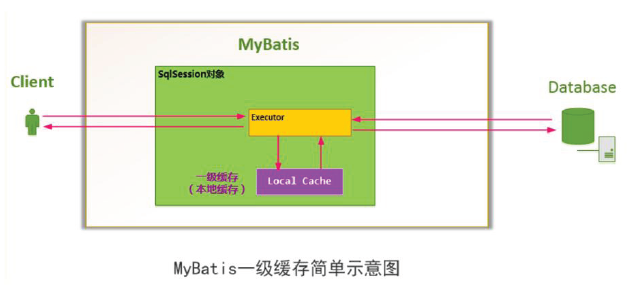 MyBatis
SqlSession对象
Client
Database
Executor
一级缓存
(本地缓存)
Local Cache
MyBatis一级缓存简单示意图